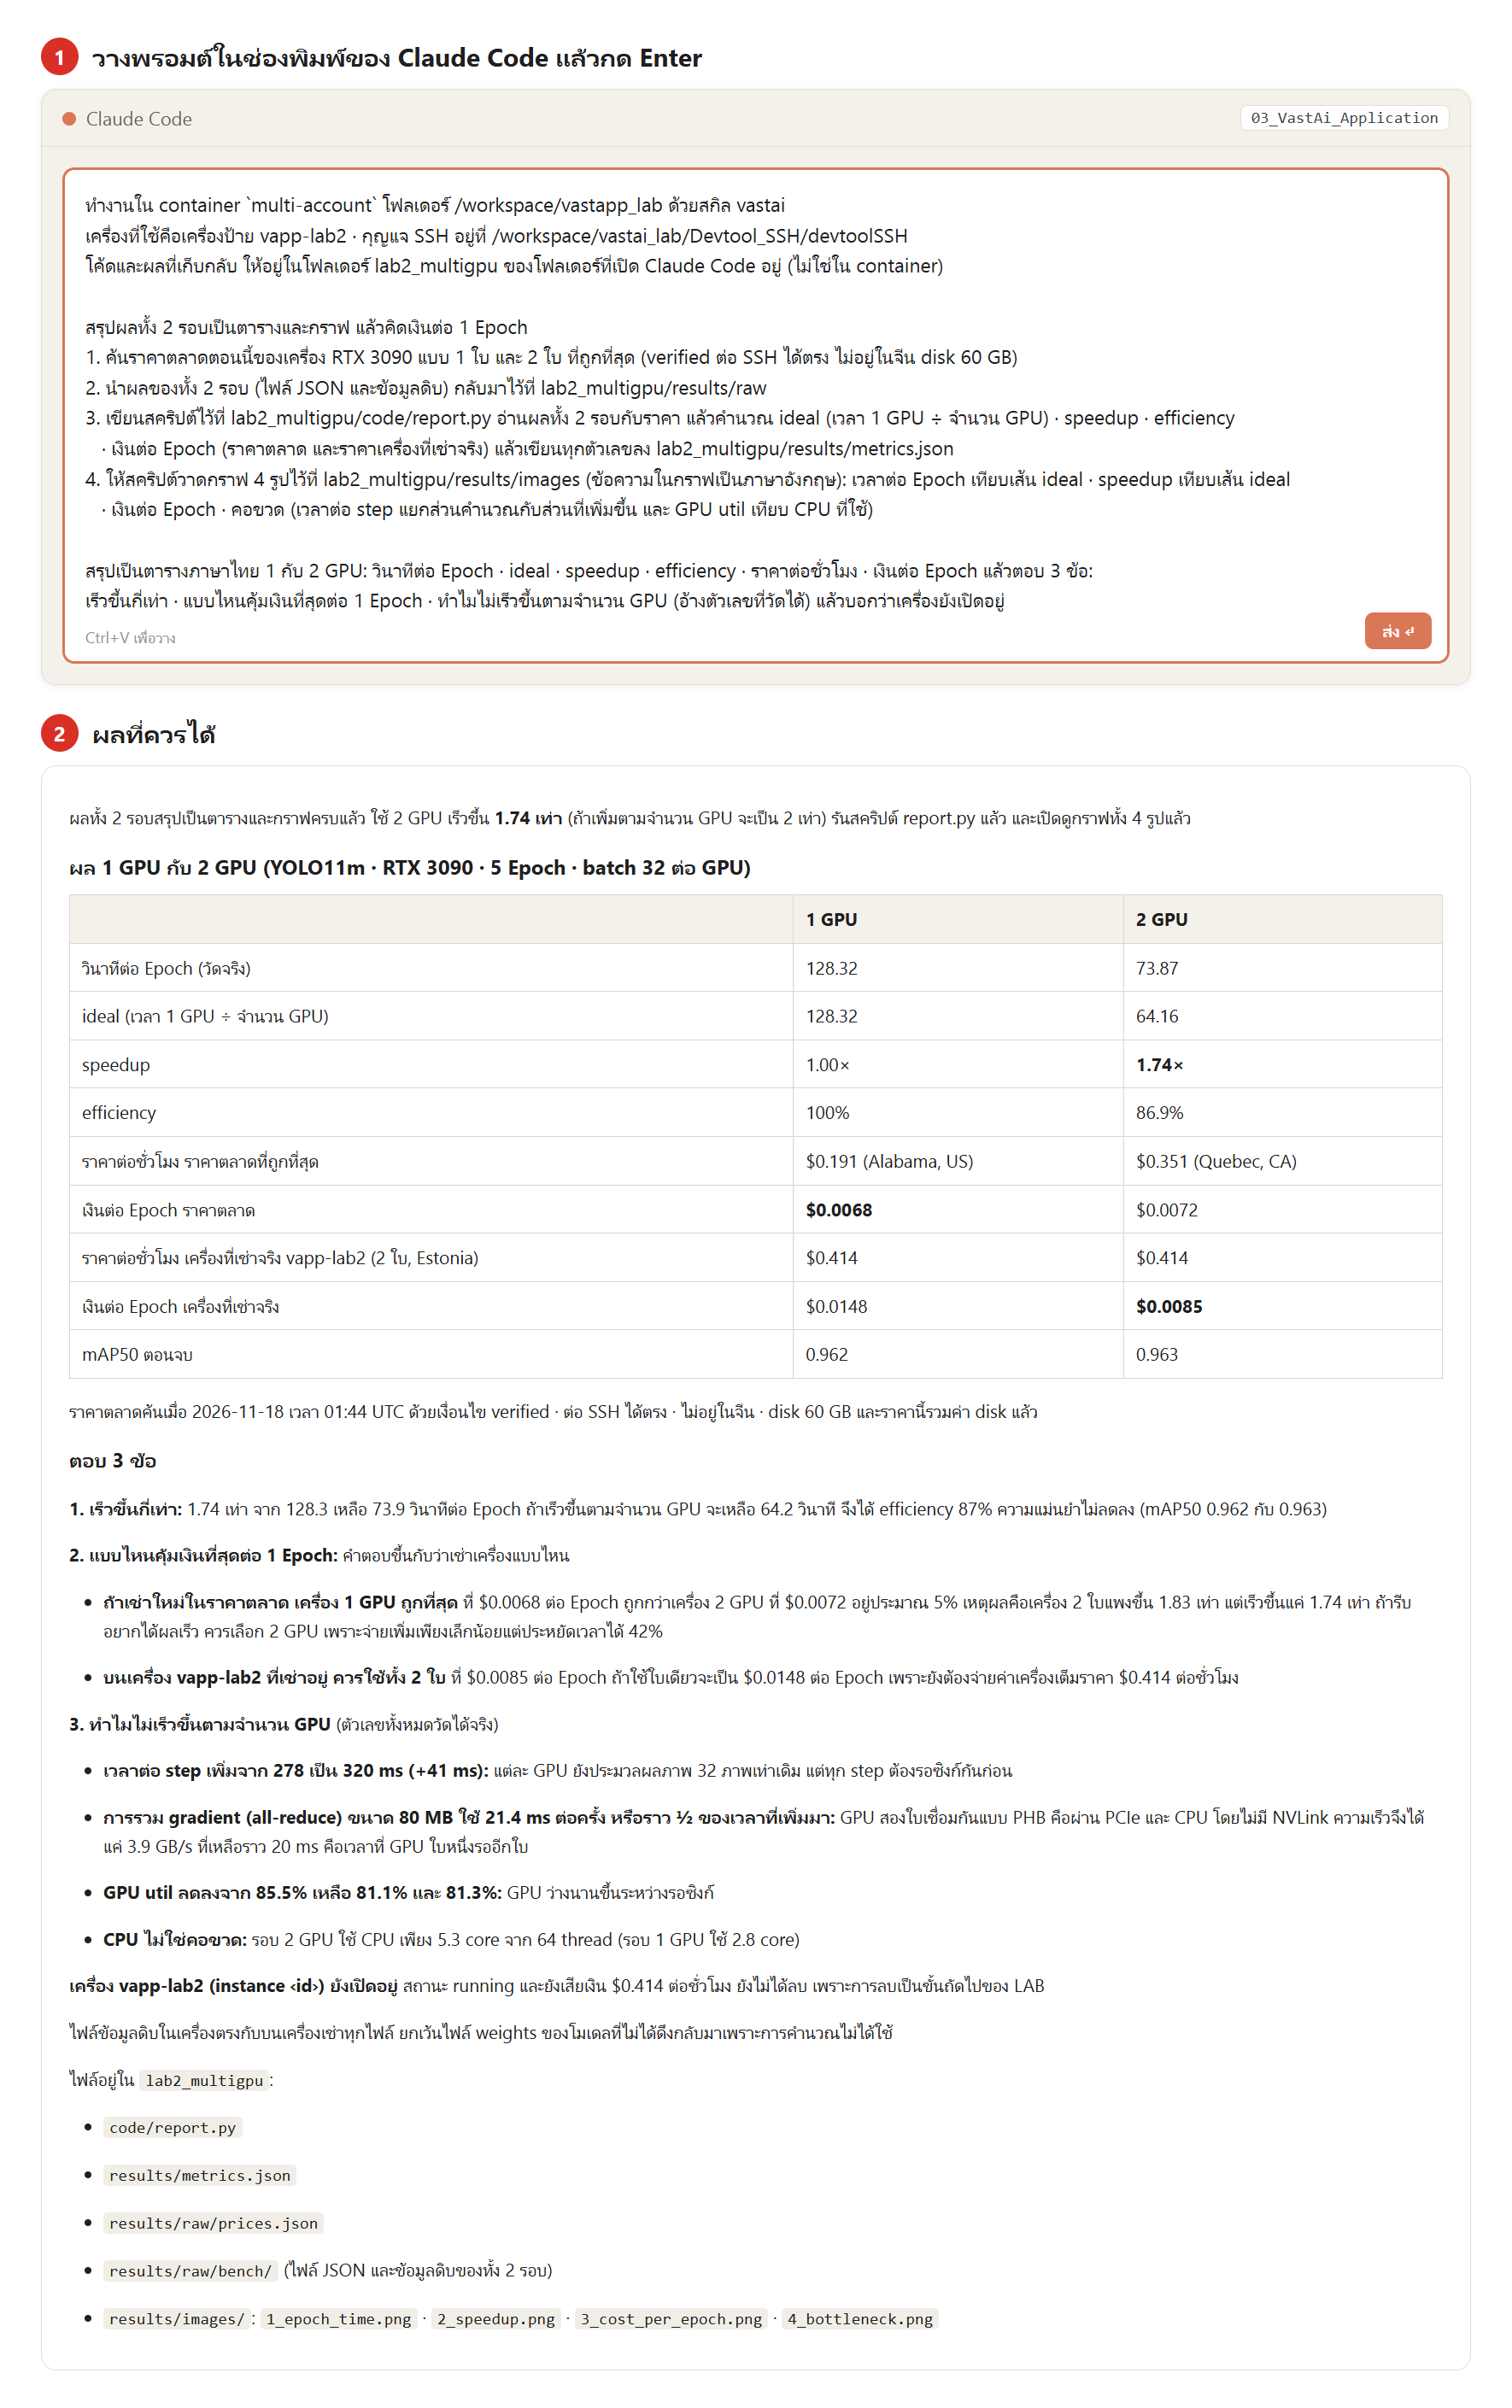 1 วางพรอมต์ในช่องพิมพ์ของ Claude Code แล้วกด Enter
Claude Code
03_VastAi_Application
ทำงานใน container `multi-account` โฟลเดอร์ /workspace/vastapp_lab ด้วยสกิล vastai
เครื่องที่ใช้คือเครื่องป้าย vapp-lab2 · กุญแจ SSH อยู่ที่ /workspace/vastai_lab/Devtool_SSH/devtoolSSH
โค้ดและผลที่เก็บกลับ ให้อยู่ในโฟลเดอร์ lab2_multigpu ของโฟลเดอร์ที่เปิด Claude Code อยู่ (ไม่ใช่ใน container)
สรุปผลทั้ง 2 รอบเป็นตารางและกราฟ แล้วคิดเงินต่อ 1 Epoch
1. ค้นราคาตลาดตอนนี้ของเครื่อง RTX 3090 แบบ 1 ใบ และ 2 ใบ ที่ถูกที่สุด (verified ต่อ SSH ได้ตรง ไม่อยู่ในจีน disk 60 GB)
2. นำผลของทั้ง 2 รอบ (ไฟล์ JSON และข้อมูลดิบ) กลับมาไว้ที่ lab2_multigpu/results/raw
3. เขียนสคริปต์ไว้ที่ lab2_multigpu/code/report.py อ่านผลทั้ง 2 รอบกับราคา แล้วคำนวณ ideal (เวลา 1 GPU ÷ จำนวน GPU) · speedup · efficiency
· เงินต่อ Epoch (ราคาตลาด และราคาเครื่องที่เช่าจริง) แล้วเขียนทุกตัวเลขลง lab2_multigpu/results/metrics.json
4. ให้สคริปต์วาดกราฟ 4 รูปไว้ที่ lab2_multigpu/results/images (ข้อความในกราฟเป็นภาษาอังกฤษ): เวลาต่อ Epoch เทียบเส้น ideal · speedup เทียบเส้น ideal
· เงินต่อ Epoch · คอขวด (เวลาต่อ step แยกส่วนคำนวณกับส่วนที่เพิ่มขึ้น และ GPU util เทียบ CPU ที่ใช้)
สรุปเป็นตารางภาษาไทย 1 กับ 2 GPU: วินาทีต่อ Epoch · ideal · speedup · efficiency · ราคาต่อชั่วโมง · เงินต่อ Epoch แล้วตอบ 3 ข้อ:
เร็วขึ้นกี่เท่า · แบบไหนคุ้มเงินที่สุดต่อ 1 Epoch · ทำไมไม่เร็วขึ้นตามจำนวน GPU (อ้างตัวเลขที่วัดได้) แล้วบอกว่าเครื่องยังเปิดอยู่
Ctrl+V เพื่อวาง
ส่ง ⏎
2 ผลที่ควรได้
ผลทั้ง 2 รอบสรุปเป็นตารางและกราฟครบแล้ว ใช้ 2 GPU เร็วขึ้น 1.74 เท่า (ถ้าเพิ่มตามจำนวน GPU จะเป็น 2 เท่า) รันสคริปต์ report.py แล้ว และเปิดดูกราฟทั้ง 4 รูปแล้ว
ผล 1 GPU กับ 2 GPU (YOLO11m · RTX 3090 · 5 Epoch · batch 32 ต่อ GPU)
1 GPU 2 GPU
วินาทีต่อ Epoch (วัดจริง) 128.32 73.87
ideal (เวลา 1 GPU ÷ จำนวน GPU) 128.32 64.16
speedup 1.00× 1.74×
efficiency 100% 86.9%
ราคาต่อชั่วโมง ราคาตลาดที่ถูกที่สุด $0.191 (Alabama, US) $0.351 (Quebec, CA)
เงินต่อ Epoch ราคาตลาด $0.0068 $0.0072
ราคาต่อชั่วโมง เครื่องที่เช่าจริง vapp-lab2 (2 ใบ, Estonia) $0.414 $0.414
เงินต่อ Epoch เครื่องที่เช่าจริง $0.0148 $0.0085
mAP50 ตอนจบ 0.962 0.963
ราคาตลาดค้นเมื่อ 2026-11-18 เวลา 01:44 UTC ด้วยเงื่อนไข verified · ต่อ SSH ได้ตรง · ไม่อยู่ในจีน · disk 60 GB และราคานี้รวมค่า disk แล้ว
ตอบ 3 ข้อ
1. เร็วขึ้นกี่เท่า: 1.74 เท่า จาก 128.3 เหลือ 73.9 วินาทีต่อ Epoch ถ้าเร็วขึ้นตามจำนวน GPU จะเหลือ 64.2 วินาที จึงได้ efficiency 87% ความแม่นยำไม่ลดลง (mAP50 0.962 กับ 0.963)
2. แบบไหนคุ้มเงินที่สุดต่อ 1 Epoch: คำตอบขึ้นกับว่าเช่าเครื่องแบบไหน
• ถ้าเช่าใหม่ในราคาตลาด เครื่อง 1 GPU ถูกที่สุด ที่ $0.0068 ต่อ Epoch ถูกกว่าเครื่อง 2 GPU ที่ $0.0072 อยู่ประมาณ 5% เหตุผลคือเครื่อง 2 ใบแพงขึ้น 1.83 เท่า แต่เร็วขึ้นแค่ 1.74 เท่า ถ้ารีบ
อยากได้ผลเร็ว ควรเลือก 2 GPU เพราะจ่ายเพิ่มเพียงเล็กน้อยแต่ประหยัดเวลาได้ 42%
• บนเครื่อง vapp-lab2 ที่เช่าอยู่ ควรใช้ทั้ง 2 ใบ ที่ $0.0085 ต่อ Epoch ถ้าใช้ใบเดียวจะเป็น $0.0148 ต่อ Epoch เพราะยังต้องจ่ายค่าเครื่องเต็มราคา $0.414 ต่อชั่วโมง
3. ทำไมไม่เร็วขึ้นตามจำนวน GPU (ตัวเลขทั้งหมดวัดได้จริง)
• เวลาต่อ step เพิ่มจาก 278 เป็น 320 ms (+41 ms): แต่ละ GPU ยังประมวลผลภาพ 32 ภาพเท่าเดิม แต่ทุก step ต้องรอซิงก์กันก่อน
• การรวม gradient (all-reduce) ขนาด 80 MB ใช้ 21.4 ms ต่อครั้ง หรือราว ½ ของเวลาที่เพิ่มมา: GPU สองใบเชื่อมกันแบบ PHB คือผ่าน PCIe และ CPU โดยไม่มี NVLink ความเร็วจึงได้
แค่ 3.9 GB/s ที่เหลือราว 20 ms คือเวลาที่ GPU ใบหนึ่งรออีกใบ
• GPU util ลดลงจาก 85.5% เหลือ 81.1% และ 81.3%: GPU ว่างนานขึ้นระหว่างรอซิงก์
• CPU ไม่ใช่คอขวด: รอบ 2 GPU ใช้ CPU เพียง 5.3 core จาก 64 thread (รอบ 1 GPU ใช้ 2.8 core)
เครื่อง vapp-lab2 (instance ‹id›) ยังเปิดอยู่ สถานะ running และยังเสียเงิน $0.414 ต่อชั่วโมง ยังไม่ได้ลบ เพราะการลบเป็นขั้นถัดไปของ LAB
ไฟล์ข้อมูลดิบในเครื่องตรงกับบนเครื่องเช่าทุกไฟล์ ยกเว้นไฟล์ weights ของโมเดลที่ไม่ได้ดึงกลับมาเพราะการคำนวณไม่ได้ใช้
ไฟล์อยู่ใน lab2_multigpu:
• code/report.py
• results/metrics.json
• results/raw/prices.json
• results/raw/bench/ (ไฟล์ JSON และข้อมูลดิบของทั้ง 2 รอบ)
• results/images/: 1_epoch_time.png · 2_speedup.png · 3_cost_per_epoch.png · 4_bottleneck.png